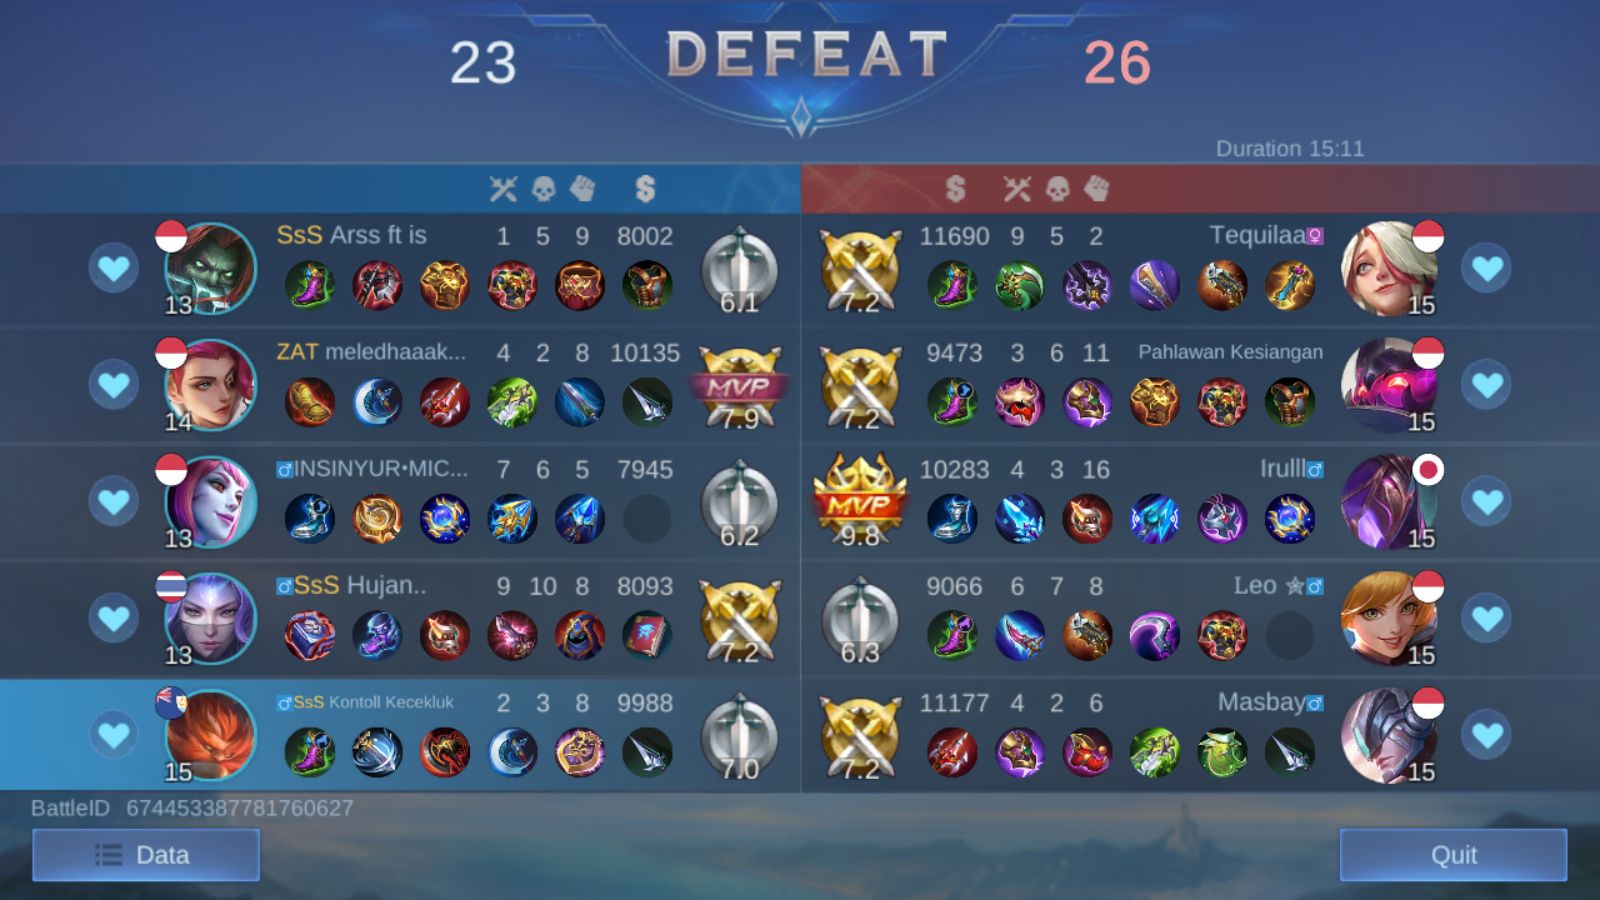 23 DEFEAT 26
Duration 15:11
SsS Arss ft is 1 5 9 8002
13 6.1
11690 9 5 2 Tequilaa♀
7.2 15
ZAT meledhaaak... 4 2 8 10135
14 MVP 7.9
9473 3 6 11 Pahlawan Kesiangan
7.2 15
♂INSINYUR•MIC... 7 6 5 7945
13 6.2
10283 4 3 16 Irulll♂
MVP 9.8 15
♂SsS Hujan.. 9 10 8 8093
13 7.2
9066 6 7 8 Leo ☆♂
6.3 15
♂SsS Kontoll Kecekluk 2 3 8 9988
15 7.0
11177 4 2 6 Masbay♂
7.2 15
BattleID 674453387781760627
Data Quit